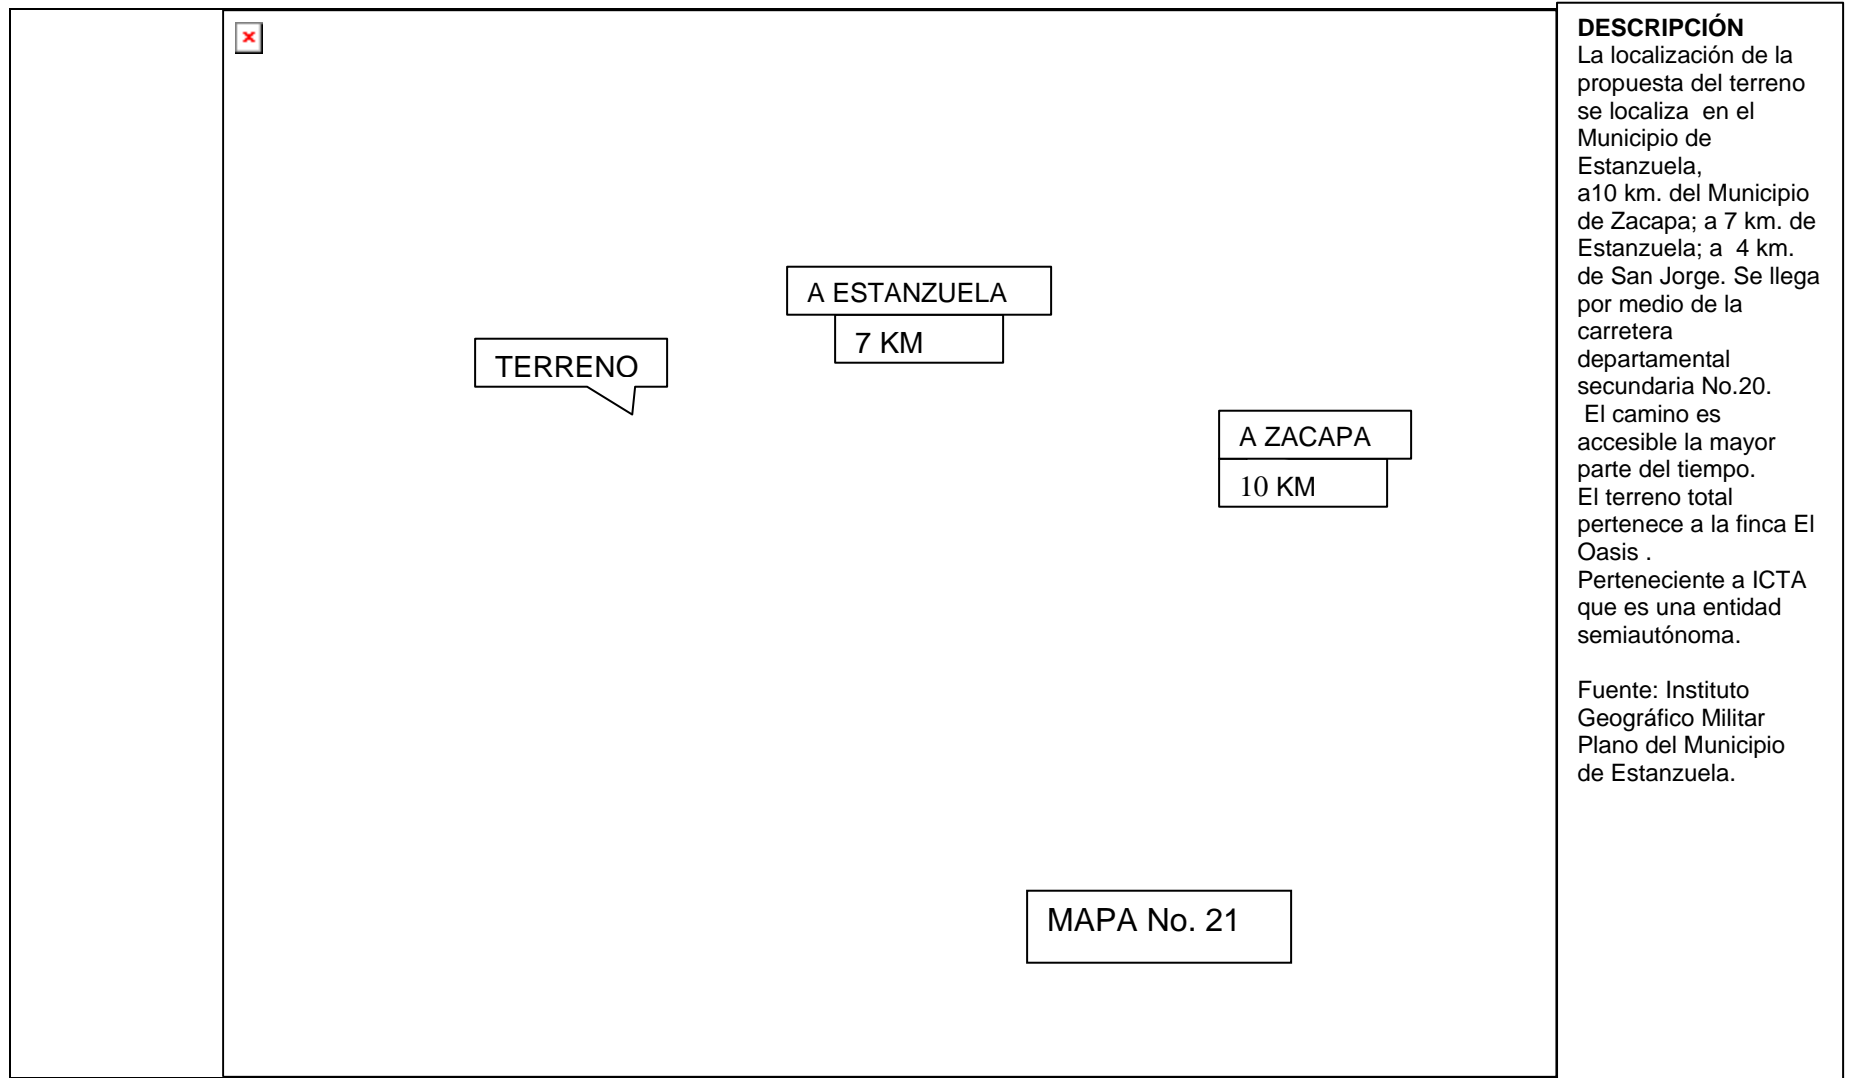 A ESTANZUELA
7 KM
TERRENO
A ZACAPA
10 KM
MAPA No. 21
DESCRIPCIÓN
La localización de la
propuesta del terreno
se localiza  en el
Municipio de
Estanzuela,
a10 km. del Municipio
de Zacapa; a 7 km. de
Estanzuela; a  4 km.
de San Jorge. Se llega
por medio de la
carretera
departamental
secundaria No.20.
El camino es
accesible la mayor
parte del tiempo.
El terreno total
pertenece a la finca El
Oasis .
Perteneciente a ICTA
que es una entidad
semiautónoma.
Fuente: Instituto
Geográfico Militar
Plano del Municipio
de Estanzuela.